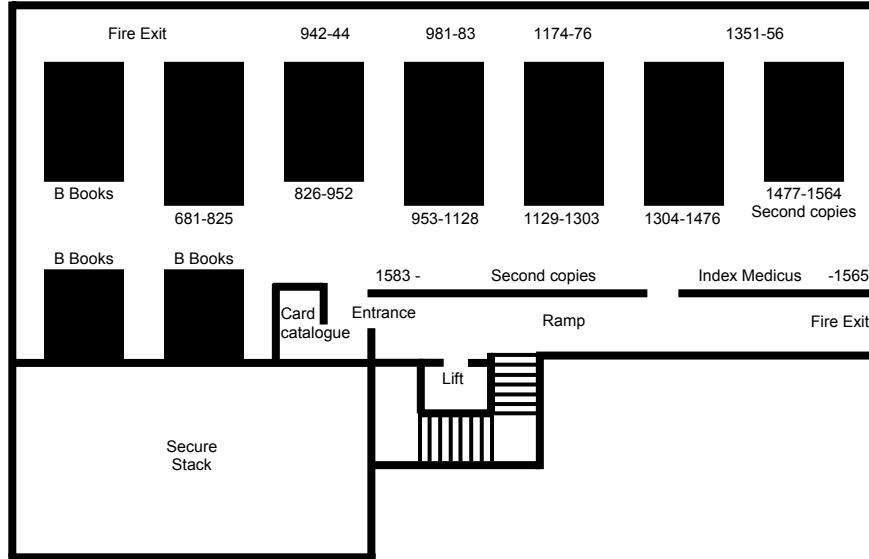 Fire Exit
942-44
981-83
1174-76
1351-56
B Books
681-825
826-952
953-1128
1129-1303
1304-1476
1477-1564
Second copies
B Books
B Books
1583 -
Second copies
Index Medicus
-1565
Card
catalogue
Entrance
Ramp
Fire Exit
Lift
Secure
Stack